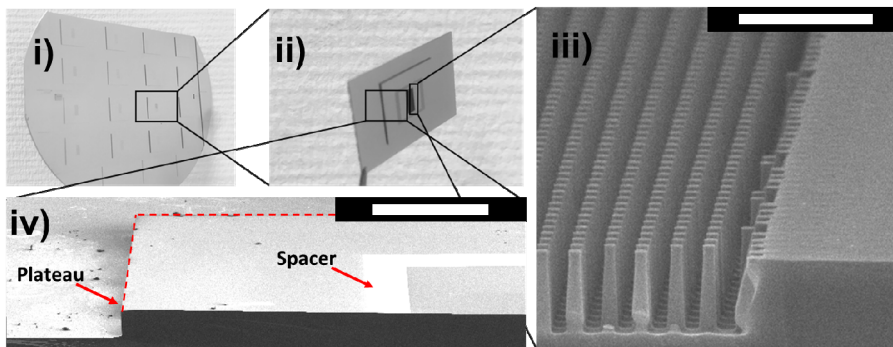 i)
ii)
iii)
iv)
Plateau
Spacer